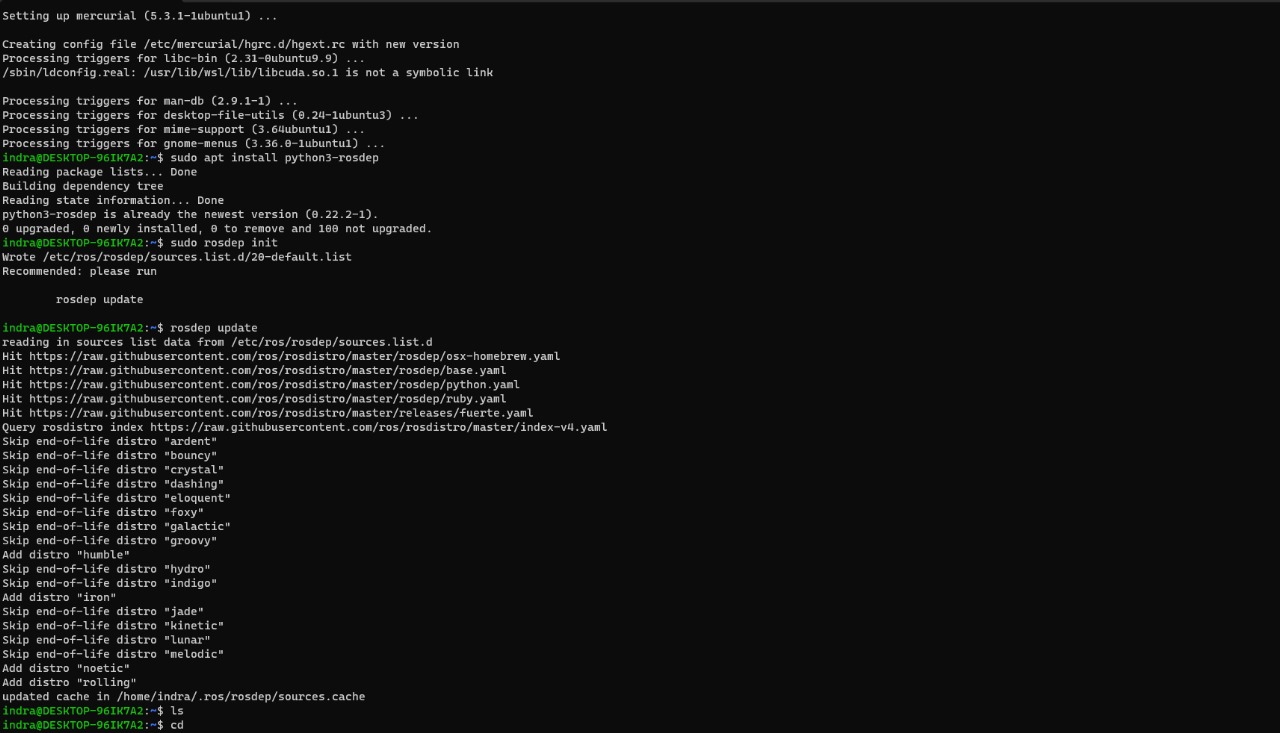 Setting up mercurial (5.3.1-1ubuntu1) ...
Creating config file /etc/mercurial/hgrc.d/hgext.rc with new version
Processing triggers for libc-bin (2.31-0ubuntu9.9) ...
/sbin/ldconfig.real: /usr/lib/wsl/lib/libcuda.so.1 is not a symbolic link
Processing triggers for man-db (2.9.1-1) ...
Processing triggers for desktop-file-utils (0.24-1ubuntu3) ...
Processing triggers for mime-support (3.64ubuntu1) ...
Processing triggers for gnome-menus (3.36.0-1ubuntu1) ...
indra@DESKTOP-96IK7A2:~$ sudo apt install python3-rosdep
Reading package lists... Done
Building dependency tree
Reading state information... Done
python3-rosdep is already the newest version (0.22.2-1).
0 upgraded, 0 newly installed, 0 to remove and 100 not upgraded.
indra@DESKTOP-96IK7A2:~$ sudo rosdep init
Wrote /etc/ros/rosdep/sources.list.d/20-default.list
Recommended: please run
rosdep update
indra@DESKTOP-96IK7A2:~$ rosdep update
reading in sources list data from /etc/ros/rosdep/sources.list.d
Hit https://raw.githubusercontent.com/ros/rosdistro/master/rosdep/osx-homebrew.yaml
Hit https://raw.githubusercontent.com/ros/rosdistro/master/rosdep/base.yaml
Hit https://raw.githubusercontent.com/ros/rosdistro/master/rosdep/python.yaml
Hit https://raw.githubusercontent.com/ros/rosdistro/master/rosdep/ruby.yaml
Hit https://raw.githubusercontent.com/ros/rosdistro/master/releases/fuerte.yaml
Query rosdistro index https://raw.githubusercontent.com/ros/rosdistro/master/index-v4.yaml
Skip end-of-life distro "ardent"
Skip end-of-life distro "bouncy"
Skip end-of-life distro "crystal"
Skip end-of-life distro "dashing"
Skip end-of-life distro "eloquent"
Skip end-of-life distro "foxy"
Skip end-of-life distro "galactic"
Skip end-of-life distro "groovy"
Add distro "humble"
Skip end-of-life distro "hydro"
Skip end-of-life distro "indigo"
Add distro "iron"
Skip end-of-life distro "jade"
Skip end-of-life distro "kinetic"
Skip end-of-life distro "lunar"
Skip end-of-life distro "melodic"
Add distro "noetic"
Add distro "rolling"
updated cache in /home/indra/.ros/rosdep/sources.cache
indra@DESKTOP-96IK7A2:~$ ls
indra@DESKTOP-96IK7A2:~$ cd